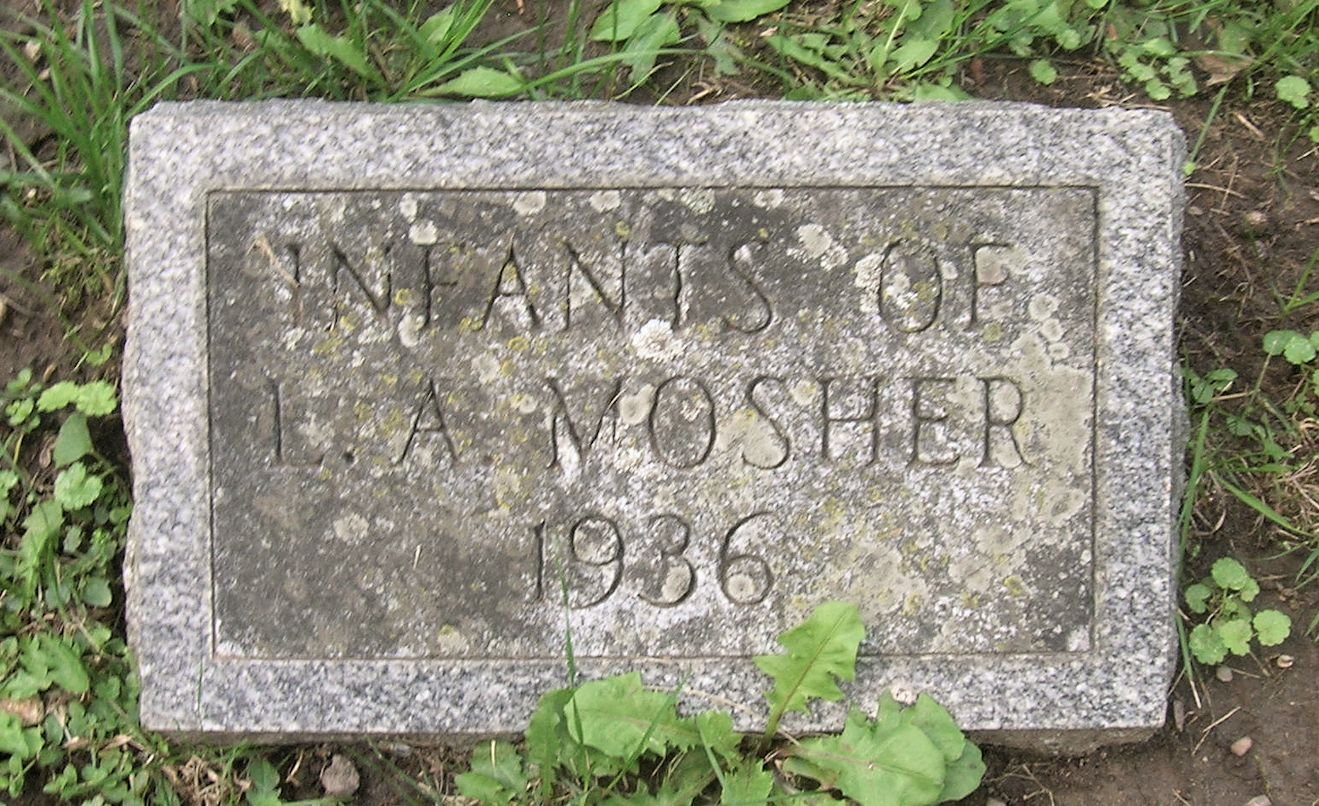 INFANTS OF
L. A MOSHER
1936